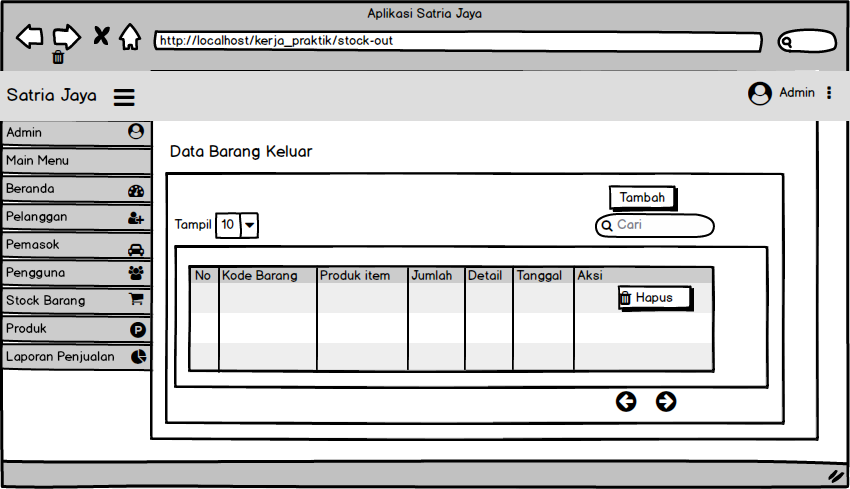 Aplikasi Satria Jaya
http://localhost/kerja_praktik/stock-out
Satria Jaya
Admin
Admin
Main Menu
Beranda
Pelanggan
Pemasok
Pengguna
Stock Barang
Produk
P
Laporan Penjualan
Data Barang Keluar
Tambah
Tampil 10
Cari
No Kode Barang Produk item Jumlah Detail Tanggal Aksi
Hapus